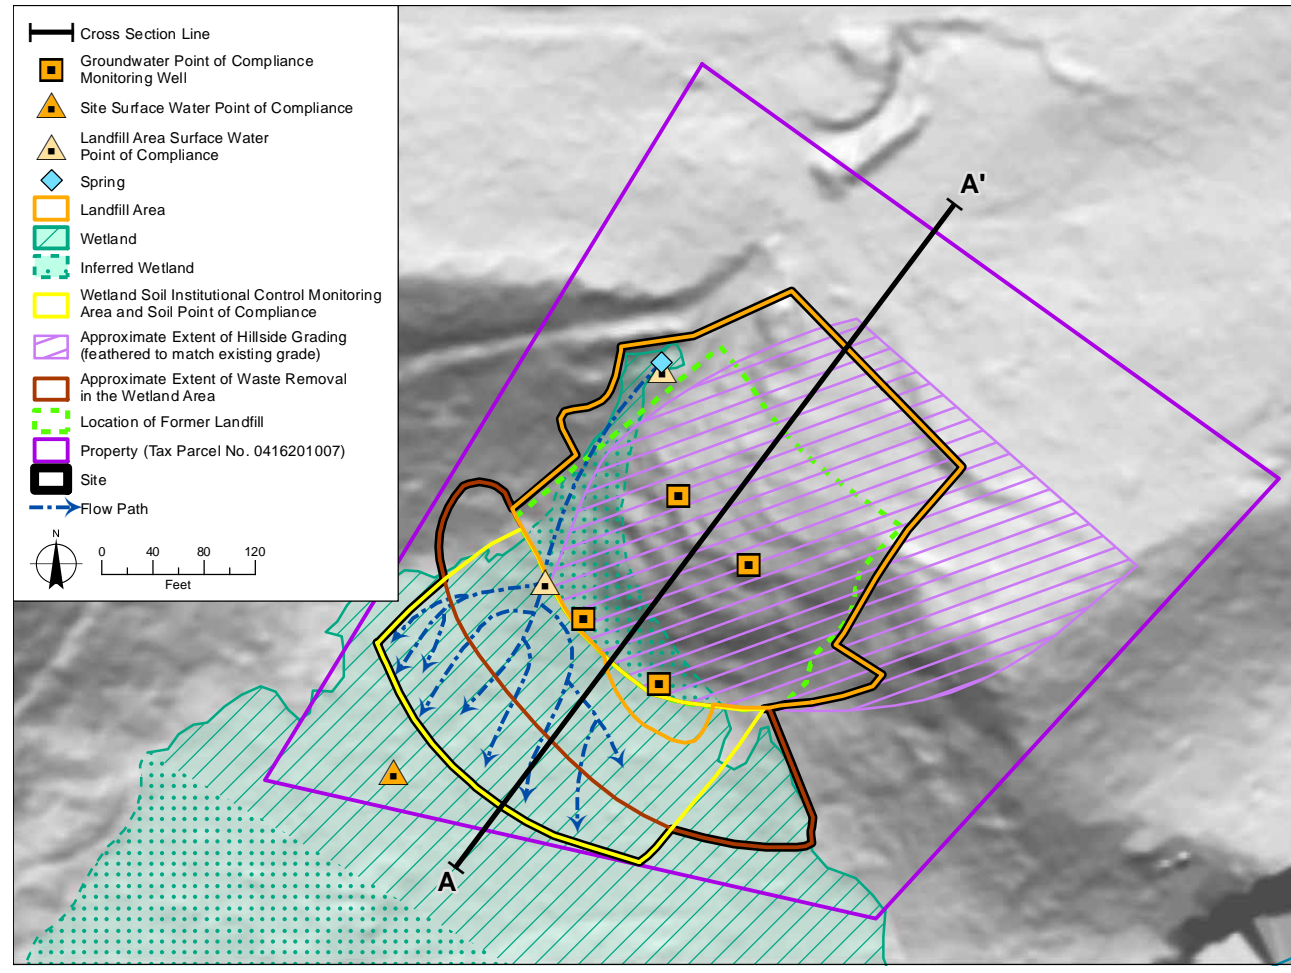 Cross Section Line
Groundwater Point of Compliance
Monitoring Well
Site Surface Water Point of Compliance
Landfill Area Surface Water
Point of Compliance
Spring
Landfill Area
Wetland
Inferred Wetland
Wetland Soil Institutional Control Monitoring
Area and Soil Point of Compliance
Approximate Extent of Hillside Grading
(feathered to match existing grade)
Approximate Extent of Waste Removal
in the Wetland Area
Location of Former Landfill
Property (Tax Parcel No. 0416201007)
Site
Flow Path
N
0 40 80 120
Feet
A'
A